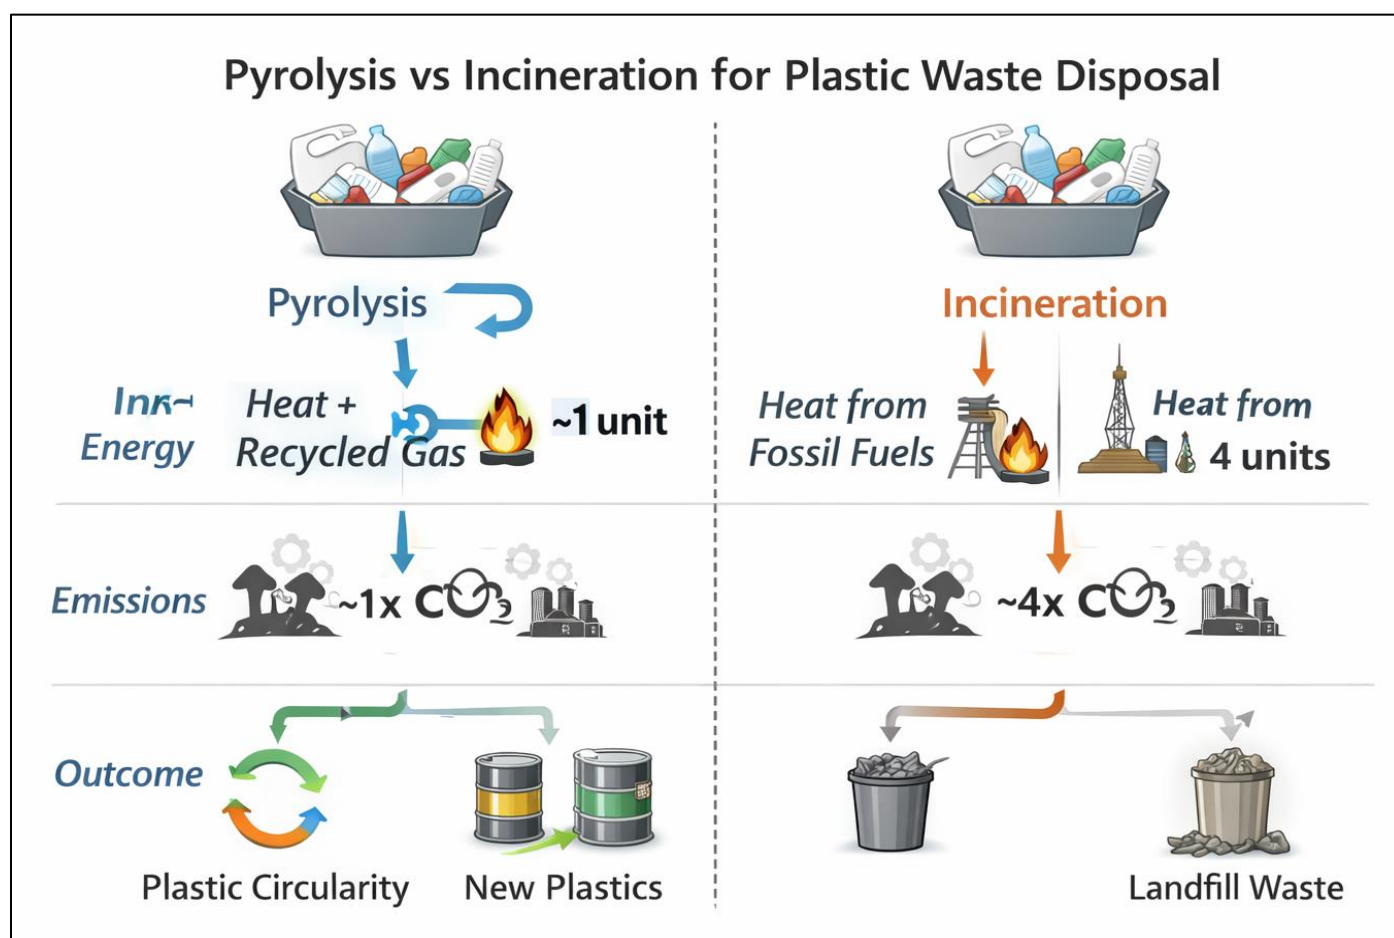 Pyrolysis vs Incineration for Plastic Waste Disposal
Pyrolysis
Energy
Heat +
Recycled Gas
~1 unit
Incineration
Heat from
Fossil Fuels
Heat from
4 units
Emissions
~1x CO2
~4x CO2
Outcome
Plastic Circularity
New Plastics
Landfill Waste